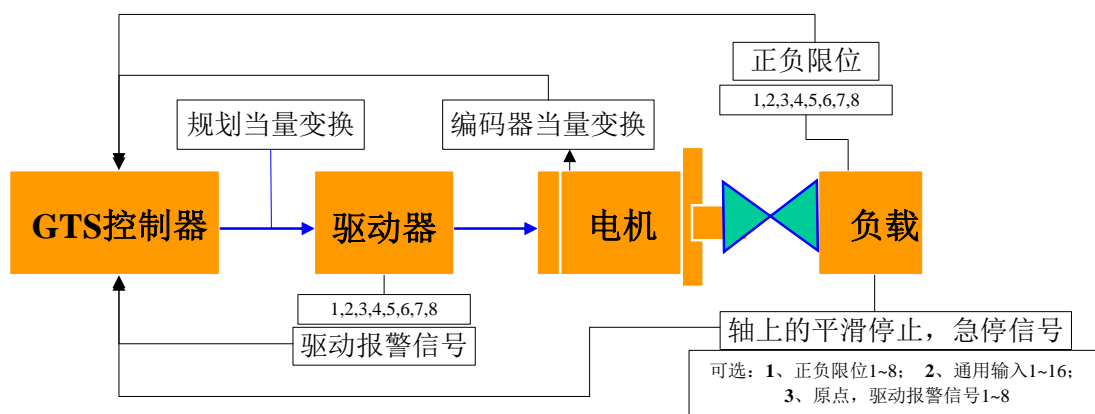 正负限位
1,2,3,4,5,6,7,8
规划当量变换
编码器当量变换
GTS控制器
驱动器
电机
负载
1,2,3,4,5,6,7,8
驱动报警信号
轴上的平滑停止，急停信号
可选：1、正负限位1~8； 2、通用输入1~16；
3、原点，驱动报警信号1~8